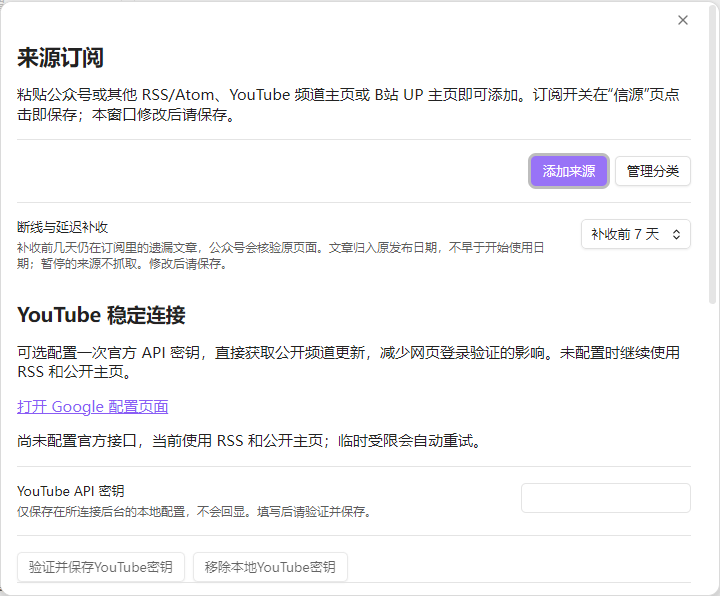 来源订阅
粘贴公众号或其他 RSS/Atom、YouTube 频道主页或 B站 UP 主页即可添加。订阅开关在“信源”页点
击即保存；本窗口修改后请保存。
添加来源
管理分类
断线与延迟补收
补收前几天仍在订阅里的遗漏文章，公众号会核验原页面。文章归入原发布日期，不早于开始使用日
期；暂停的来源不抓取。修改后请保存。
补收前 7 天
YouTube 稳定连接
可选配置一次官方 API 密钥，直接获取公开频道更新，减少网页登录验证的影响。未配置时继续使用
RSS 和公开主页。
打开 Google 配置页面
尚未配置官方接口，当前使用 RSS 和公开主页；临时受限会自动重试。
YouTube API 密钥
仅保存在所连接后台的本地配置，不会回显。填写后请验证并保存。
验证并保存YouTube密钥
移除本地YouTube密钥